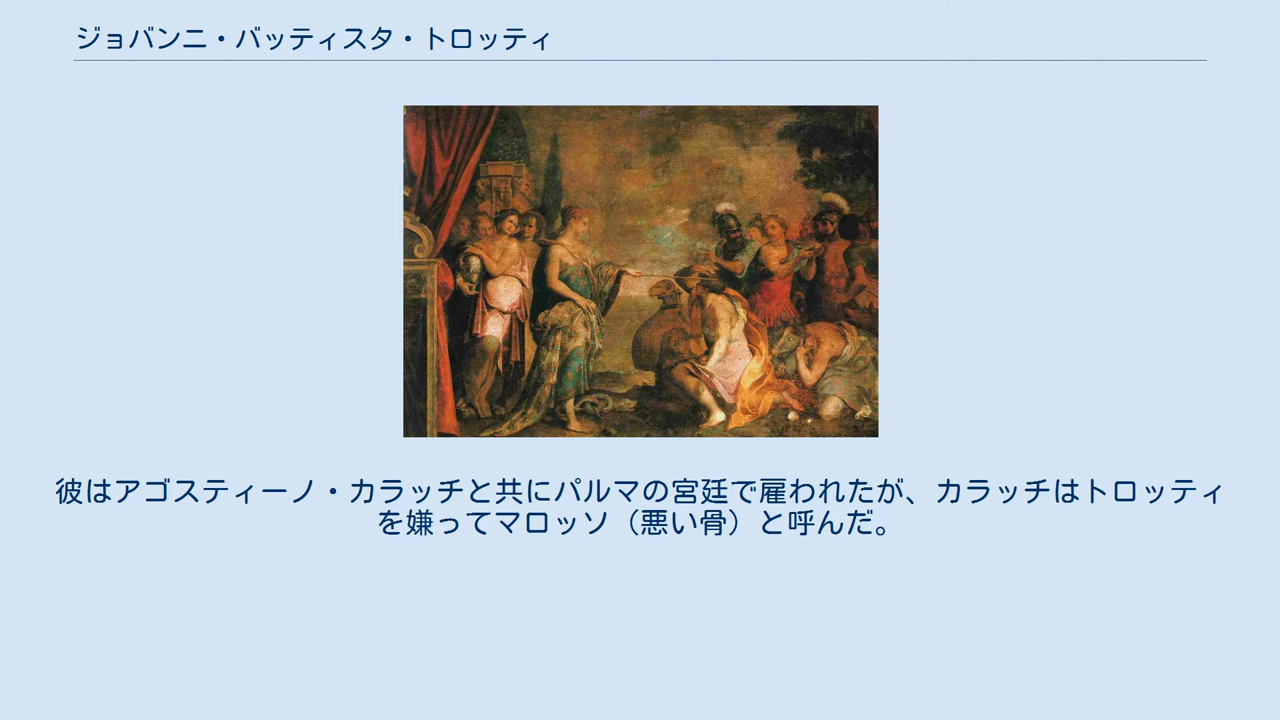 ジョバンニ・バッティスタ・トロッティ
彼はアゴスティーノ・カラッチと共にパルマの宮廷で雇われたが、カラッチはトロッティ
を嫌ってマロッソ（悪い骨）と呼んだ。